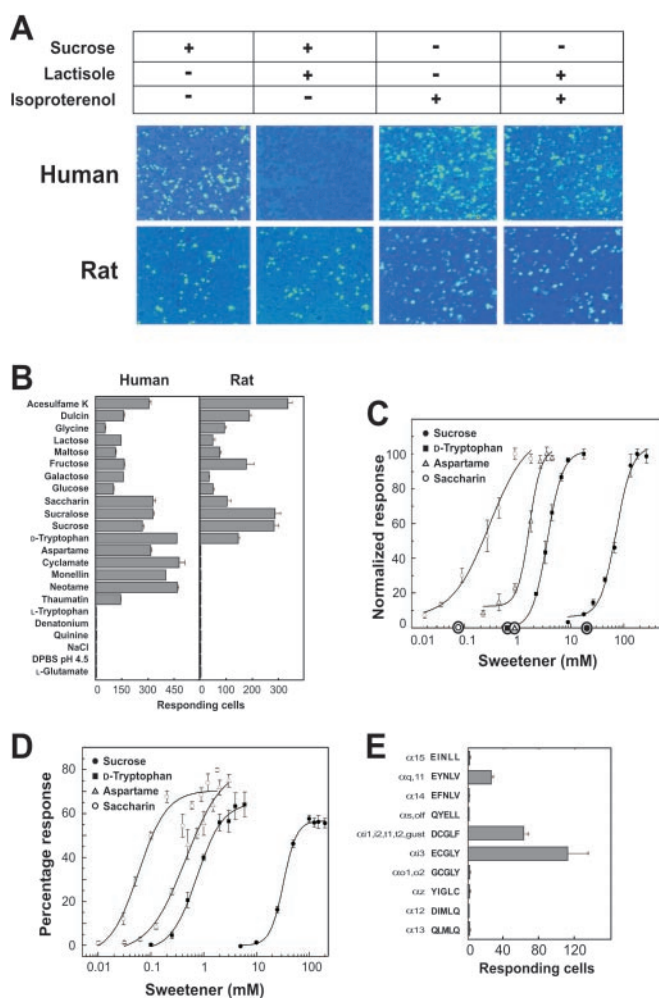 A
Sucrose + + - -
Lactisole - + - +
Isoproterenol - - + +
Human
Rat
B
Human Rat
Acesulfame K
Dulcin
Glycine
Lactose
Maltose
Fructose
Galactose
Glucose
Saccharin
Sucralose
Sucrose
D-Tryptophan
Aspartame
Cyclamate
Monellin
Neotame
Thaumatin
L-Tryptophan
Denatonium
Quinine
NaCl
DPBS pH 4.5
L-Glutamate
0 150 300 450 0 100 200 300
Responding cells
C
Sucrose
D-Tryptophan
Aspartame
Saccharin
Normalized response
100
80
60
40
20
0
0.01 0.1 1 10 100
Sweetener (mM)
D
Sucrose
D-Tryptophan
Aspartame
Saccharin
Percentage response
80
60
40
20
0
0.01 0.1 1 10 100
Sweetener (mM)
E
α15 EINLL
αq,11 EYNLV
α14 EFNLV
αs,olf QYELL
αi1,i2,t1,t2,gust DCGLF
αi3 ECGLY
αo1,α2 GCGLY
αz YIGLC
α12 DIMLQ
α13 QLMLQ
0 40 80 120
Responding cells